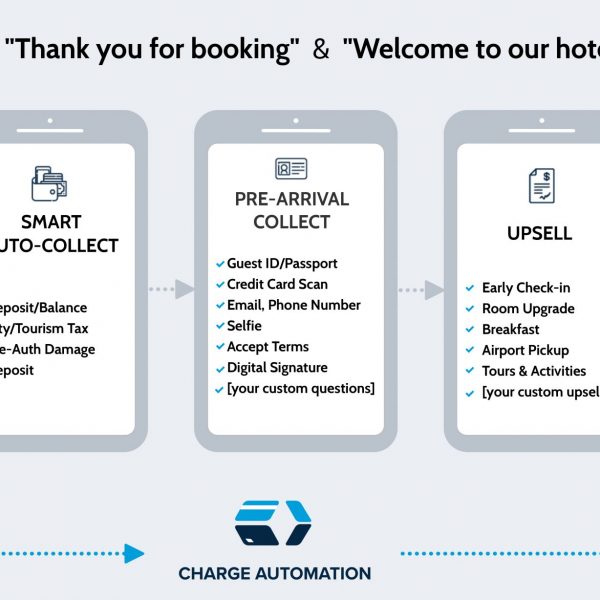 "Thank you for booking" & "Welcome to our hote
SMART
UTO-COLLECT
eposit/Balance
ty/Tourism Tax
e-Auth Damage
eposit
PRE-ARRIVAL
COLLECT
Guest ID/Passport
Credit Card Scan
Email, Phone Number
Selfie
Accept Terms
Digital Signature
[your custom questions]
$
UPSELL
Early Check-in
Room Upgrade
Breakfast
Airport Pickup
Tours & Activities
[your custom upsel
CHARGE AUTOMATION